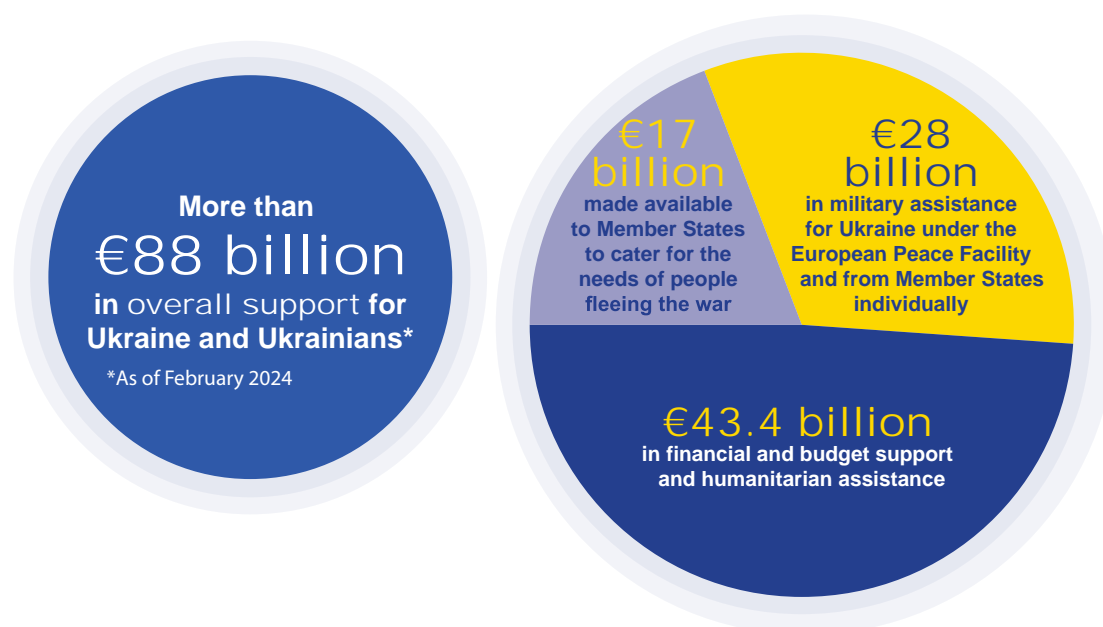 More than
€88 billion
in overall support for
Ukraine and Ukrainians*
*As of February 2024
€17
billion
made available
to Member States
to cater for the
needs of people
fleeing the war
€28
billion
in military assistance
for Ukraine under the
European Peace Facility
and from Member States
individually
€43.4 billion
in financial and budget support
and humanitarian assistance